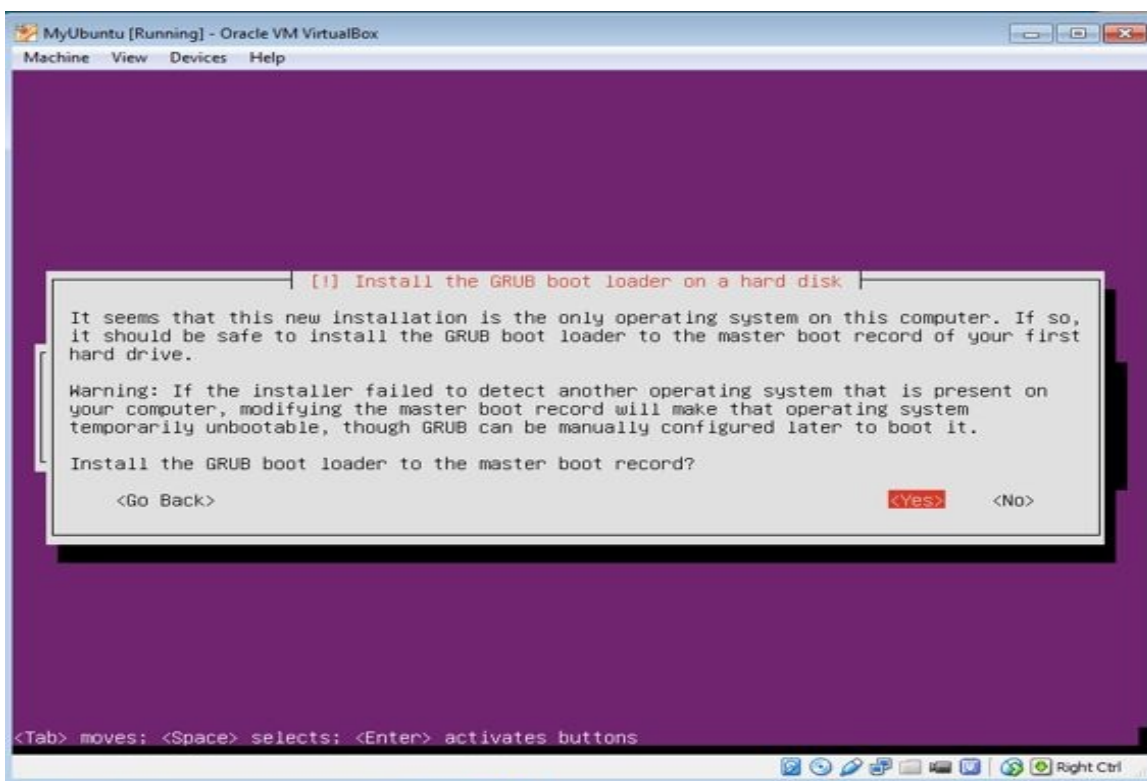 MyUbuntu [Running] - Oracle VM VirtualBox
Machine View Devices Help
[!] Install the GRUB boot loader on a hard disk
It seems that this new installation is the only operating system on this computer. If so,
it should be safe to install the GRUB boot loader to the master boot record of your first
hard drive.
Warning: If the installer failed to detect another operating system that is present on
your computer, modifying the master boot record will make that operating system
temporarily unbootable, though GRUB can be manually configured later to boot it.
Install the GRUB boot loader to the master boot record?
<Go Back> <Yes> <No>
<Tab> moves; <Space> selects; <Enter> activates buttons
Right Ctrl